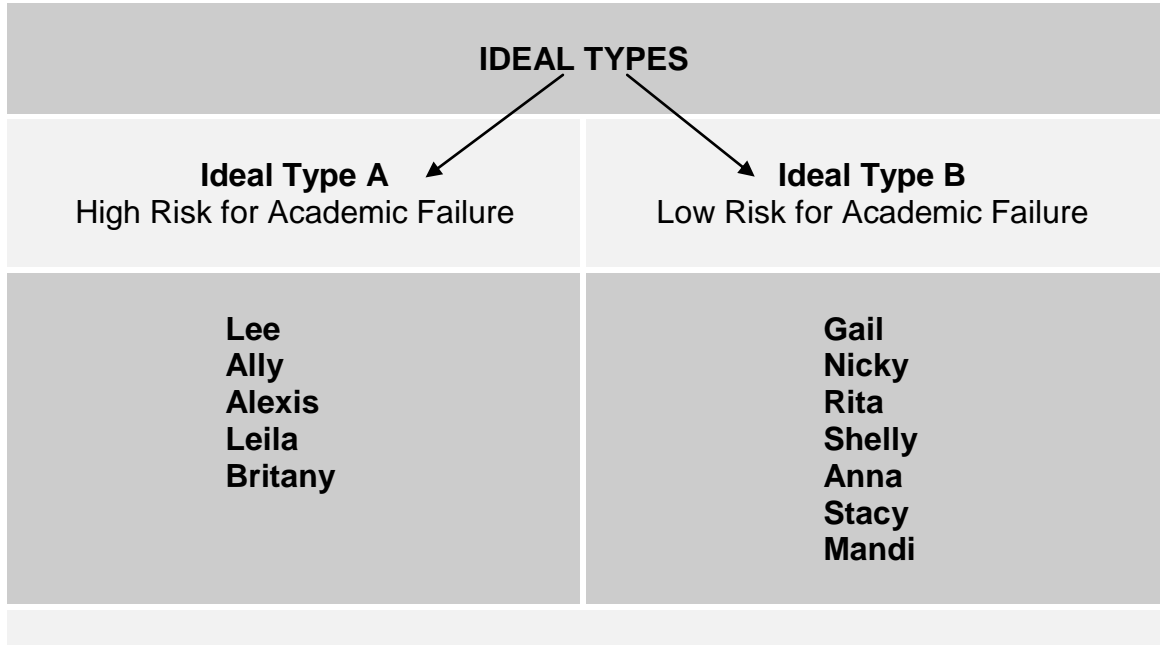 IDEAL TYPES
Ideal Type A
High Risk for Academic Failure
Ideal Type B
Low Risk for Academic Failure
Lee
Ally
Alexis
Leila
Britany
Gail
Nicky
Rita
Shelly
Anna
Stacy
Mandi